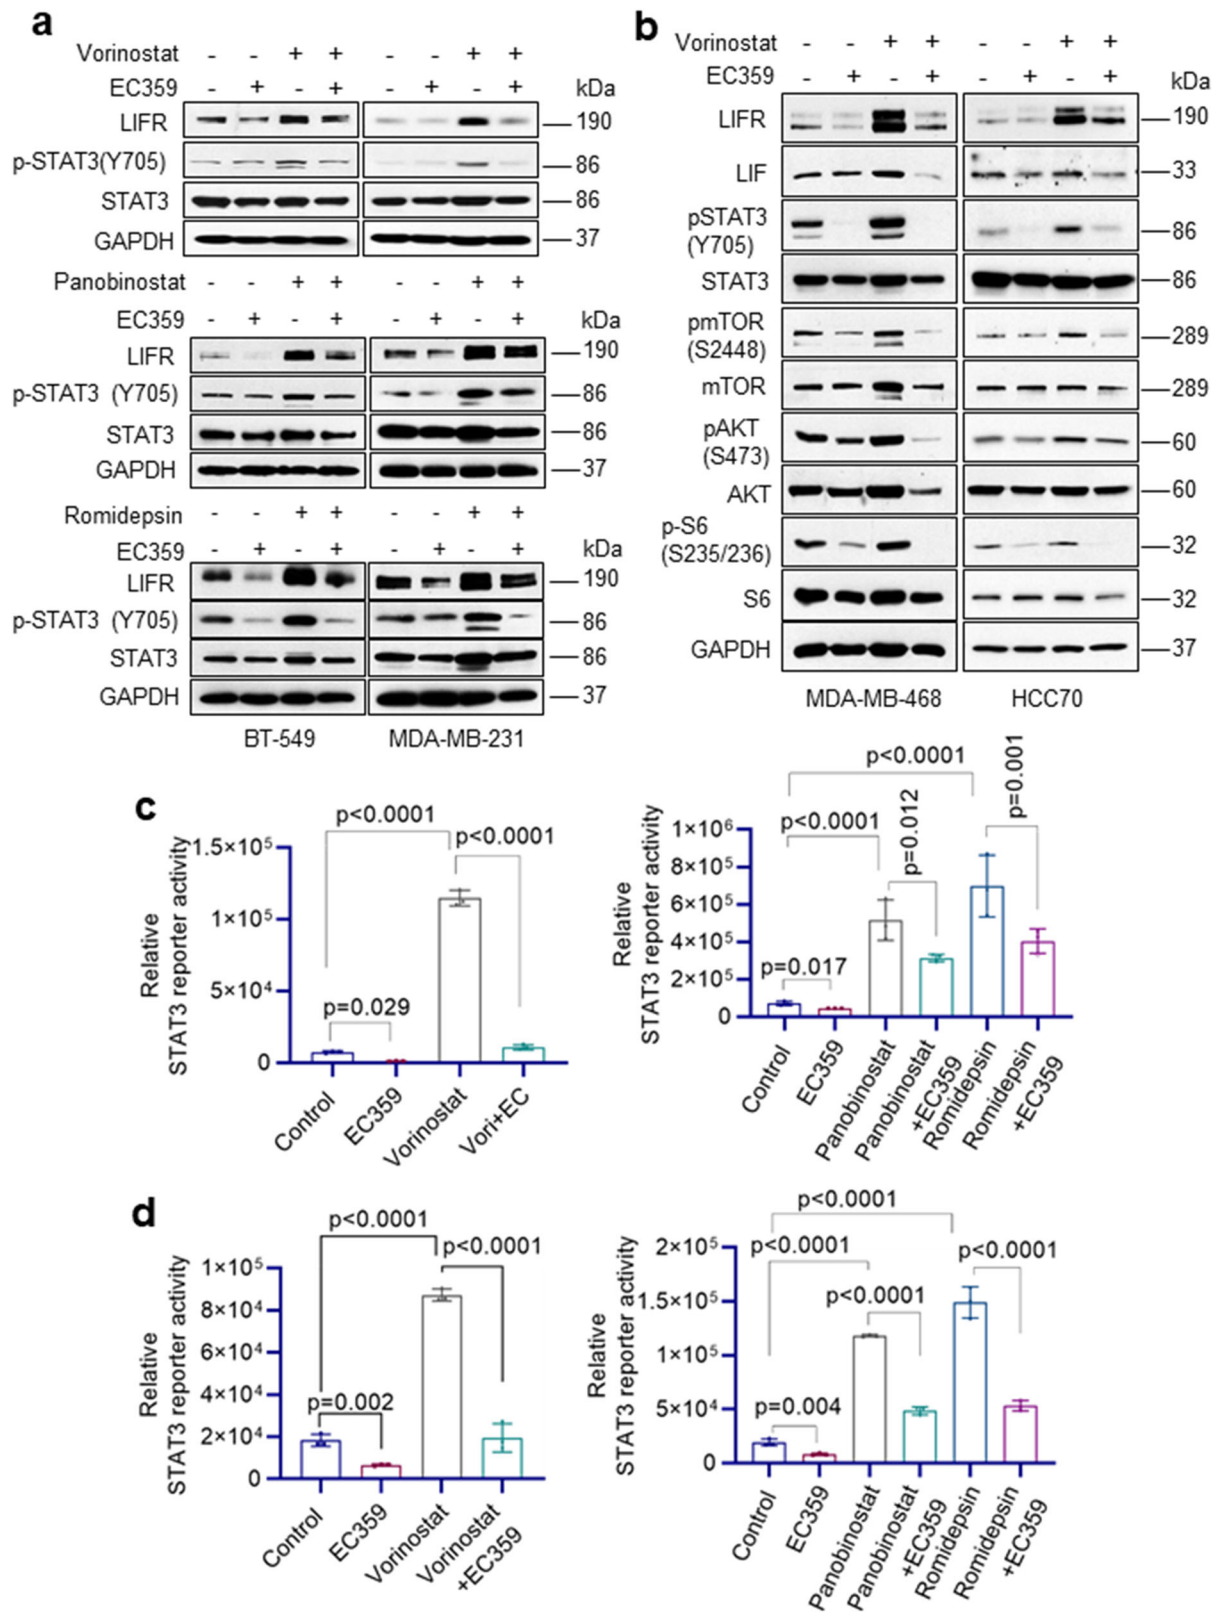 a
Vorinostat - - + + - - + +
EC359 - + - + - + - + kDa
LIFR 190
p-STAT3(Y705) 86
STAT3 86
GAPDH 37
Panobinostat - - + + - - + +
EC359 - + - + - + - + kDa
LIFR 190
p-STAT3 (Y705) 86
STAT3 86
GAPDH 37
Romidepsin - - + + - - + +
EC359 - + - + - + - + kDa
LIFR 190
p-STAT3 (Y705) 86
STAT3 86
GAPDH 37
BT-549 MDA-MB-231
b
Vorinostat - - + + - - + +
EC359 - + - + - + - + kDa
LIFR 190
LIF 33
pSTAT3
(Y705) 86
STAT3 86
pmTOR
(S2448) 289
mTOR 289
pAKT
(S473) 60
AKT 60
p-S6
(S235/236) 32
S6 32
GAPDH 37
MDA-MB-468 HCC70
c
Relative
STAT3 reporter activity
1.5×10⁵
1×10⁵
5×10⁴
0
p<0.0001
p<0.0001
p=0.029
Control
EC359
Vorinostat
Vori+EC
Relative
STAT3 reporter activity
1×10⁶
8×10⁵
6×10⁵
4×10⁵
2×10⁵
0
p<0.0001
p<0.0001
p=0.012
p=0.001
p=0.017
Control
EC359
Panobinostat
Panobinostat
+EC359
Romidepsin
Romidepsin
+EC359
d
Relative
STAT3 reporter activity
1×10⁵
8×10⁴
6×10⁴
4×10⁴
2×10⁴
0
p<0.0001
p<0.0001
p=0.002
Control
EC359
Vorinostat
Vorinostat
+EC359
Relative
STAT3 reporter activity
2×10⁵
1.5×10⁵
1×10⁵
5×10⁴
0
p<0.0001
p<0.0001
p<0.0001
p<0.0001
p=0.004
Control
EC359
Panobinostat
Panobinostat
+EC359
Romidepsin
Romidepsin
+EC359